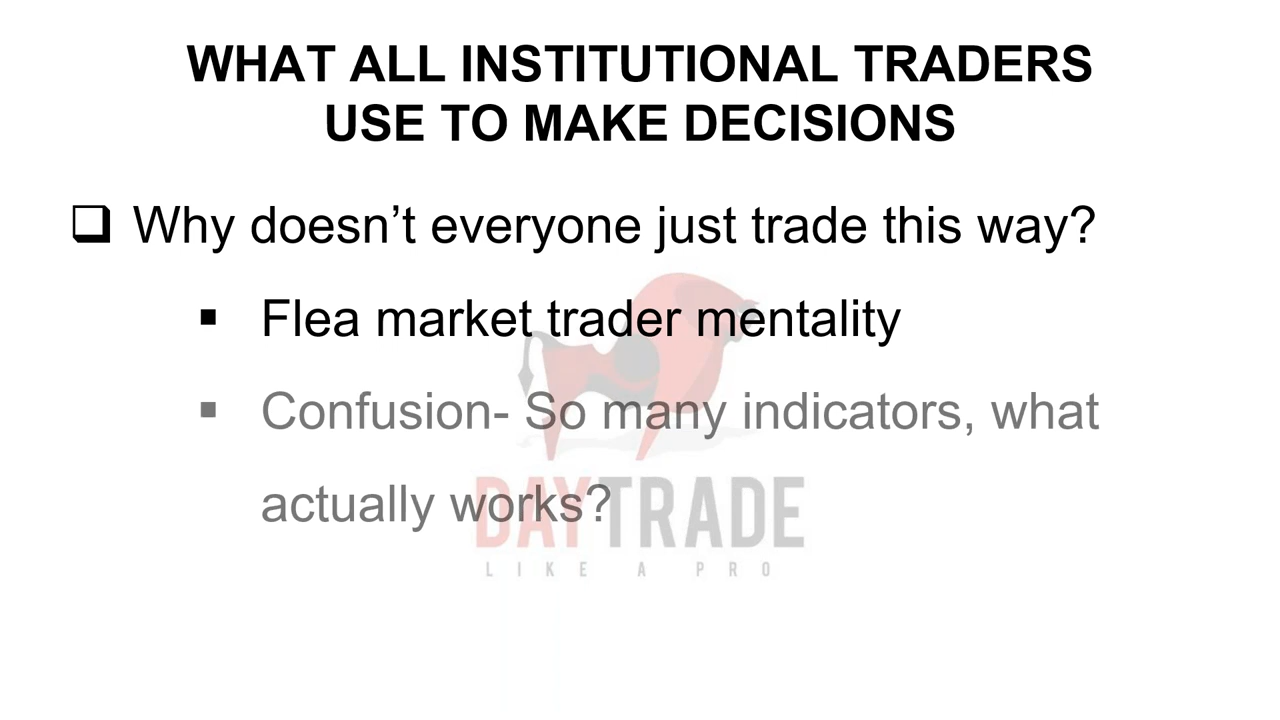 WHAT ALL INSTITUTIONAL TRADERS
USE TO MAKE DECISIONS
❑ Why doesn’t everyone just trade this way?
▪ Flea market trader mentality
▪ Confusion- So many indicators, what
actually works?
DAYTRADE
LIKE A PRO